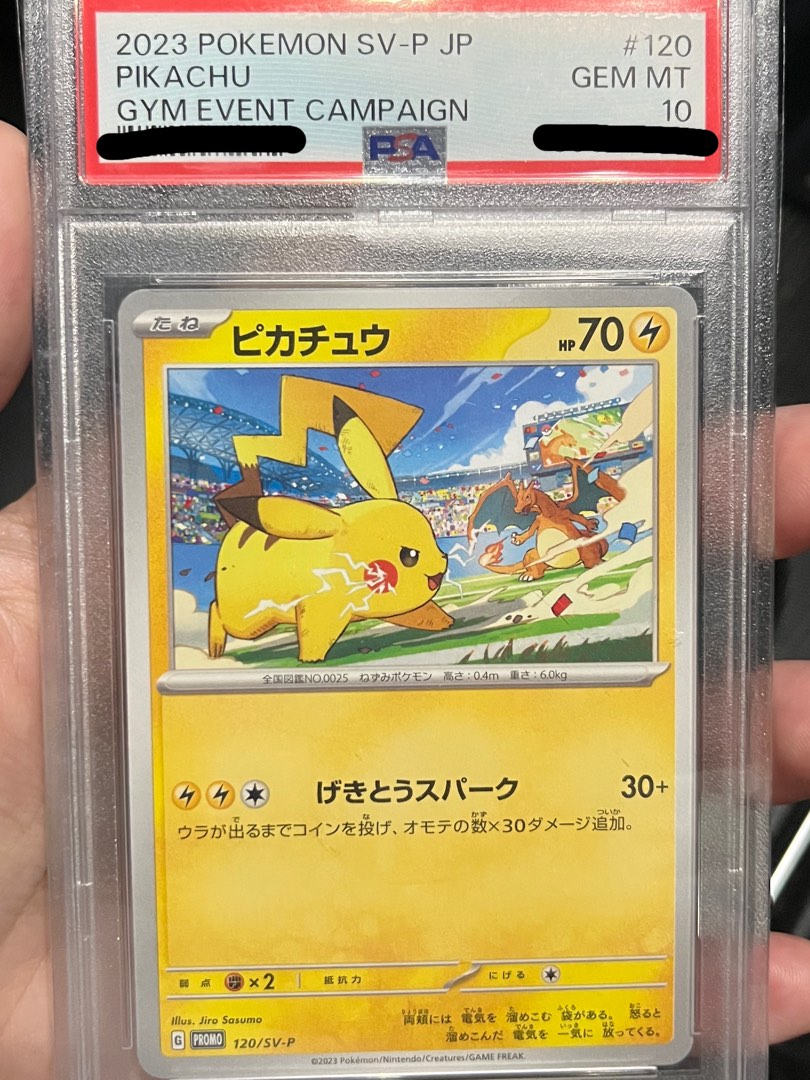 2023 POKEMON SV-P JP #120
PIKACHU GEM MT
GYM EVENT CAMPAIGN 10
PSA
たね ピカチュウ HP70
全国図鑑NO.0025 ねずみポケモン 高さ:0.4m 重さ:6.0kg
げきとうスパーク 30+
ウラが出るまでコインを投げ、オモテの数×30ダメージ追加。
弱点 ×2 抵抗力 にげる
Illus. Jiro Sasumo
両頬には 電気を 溜めこむ 袋がある。 怒ると
溜めこんだ 電気を 一気に 放ってくる。
G PROMO 120/SV-P
©2023 Pokémon/Nintendo/Creatures/GAME FREAK